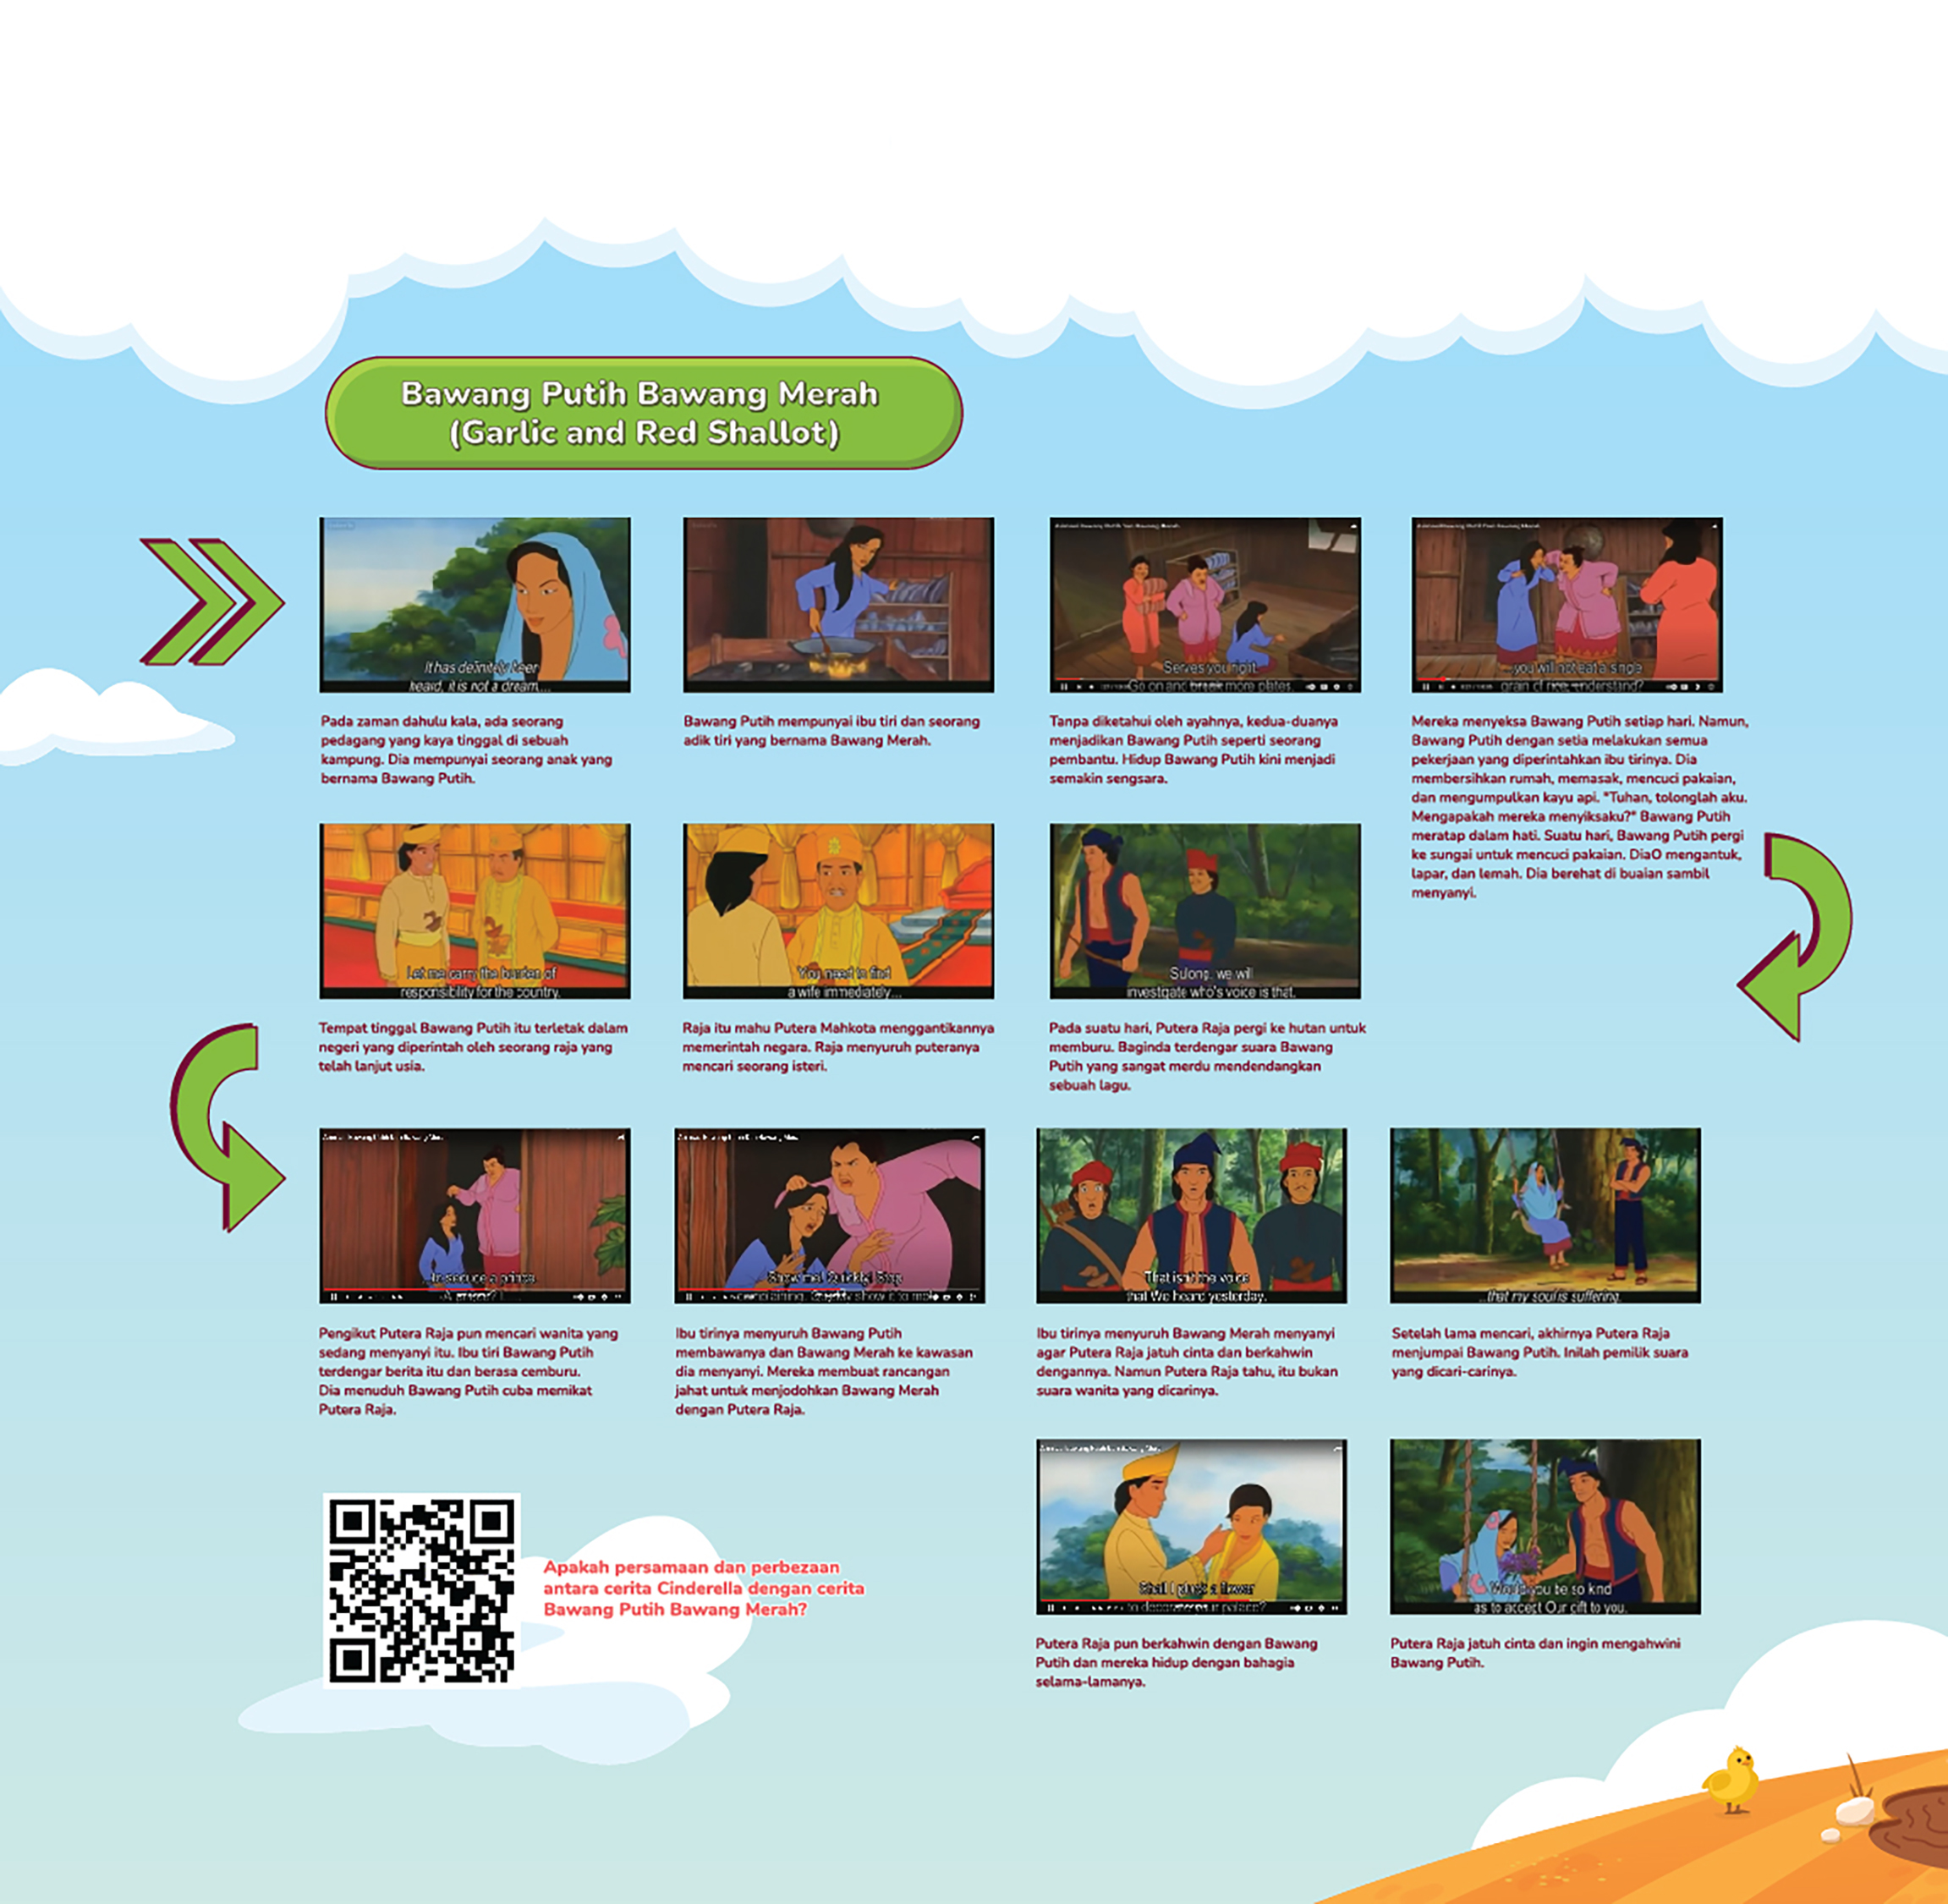 Bawang Putih Bawang Merah
(Garlic and Red Shallot)
It has definitely been
heard, it is not a dream...
Pada zaman dahulu kala, ada seorang
pedagang yang kaya tinggal di sebuah
kampung. Dia mempunyai seorang anak yang
bernama Bawang Putih.
Bawang Putih mempunyai ibu tiri dan seorang
adik tiri yang bernama Bawang Merah.
Serves you right.
Go on and break more plates.
Tanpa diketahui oleh ayahnya, kedua-duanya
menjadikan Bawang Putih seperti seorang
pembantu. Hidup Bawang Putih kini menjadi
semakin sengsara.
...you will not eat a single
grain of rice, understand?
Mereka menyeksa Bawang Putih setiap hari. Namun,
Bawang Putih dengan setia melakukan semua
pekerjaan yang diperintahkan ibu tirinya. Dia
membersihkan rumah, memasak, mencuci pakaian,
dan mengumpulkan kayu api. "Tuhan, tolonglah aku.
Mengapakah mereka menyiksaku?" Bawang Putih
meratap dalam hati. Suatu hari, Bawang Putih pergi
ke sungai untuk mencuci pakaian. DiaO mengantuk,
lapar, dan lemah. Dia berehat di buaian sambil
menyanyi.
Sulong, we will
investigate who's voice is that.
Pada suatu hari, Putera Raja pergi ke hutan untuk
memburu. Baginda terdengar suara Bawang
Putih yang sangat merdu mendendangkan
sebuah lagu.
You need to find
a wife immediately...
Raja itu mahu Putera Mahkota menggantikannya
memerintah negara. Raja menyuruh puteranya
mencari seorang isteri.
Let me carry the burden of
responsibility for the country.
Tempat tinggal Bawang Putih itu terletak dalam
negeri yang diperintah oleh seorang raja yang
telah lanjut usia.
...to seduce a prince.
A prince?!
Pengikut Putera Raja pun mencari wanita yang
sedang menyanyi itu. Ibu tiri Bawang Putih
terdengar berita itu dan berasa cemburu.
Dia menuduh Bawang Putih cuba memikat
Putera Raja.
Show me! Quickly! Stop
complaining. Quickly show it to me!
Ibu tirinya menyuruh Bawang Putih
membawanya dan Bawang Merah ke kawasan
dia menyanyi. Mereka membuat rancangan
jahat untuk menjodohkan Bawang Merah
dengan Putera Raja.
That isn't the voice
that We heard yesterday.
Ibu tirinya menyuruh Bawang Merah menyanyi
agar Putera Raja jatuh cinta dan berkahwin
dengannya. Namun Putera Raja tahu, itu bukan
suara wanita yang dicarinya.
...that my soul is suffering.
Setelah lama mencari, akhirnya Putera Raja
menjumpai Bawang Putih. Inilah pemilik suara
yang dicari-carinya.
Would you be so kind
as to accept Our gift to you.
Putera Raja jatuh cinta dan ingin mengahwini
Bawang Putih.
Shall I pluck a flower
to decorate our palace?
Putera Raja pun berkahwin dengan Bawang
Putih dan mereka hidup dengan bahagia
selama-lamanya.
Apakah persamaan dan perbezaan
antara cerita Cinderella dengan cerita
Bawang Putih Bawang Merah?